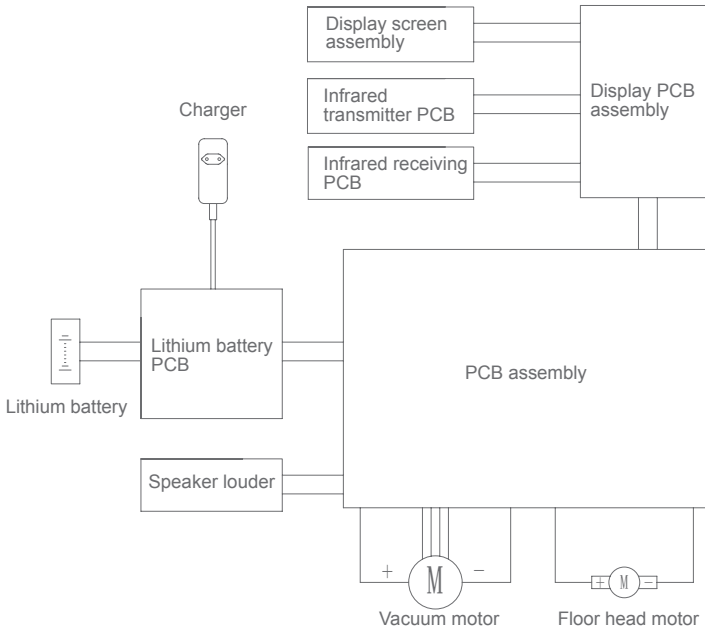 Display screen
assembly
Display PCB
assembly
Infrared
transmitter PCB
Charger
Infrared receiving
PCB
Lithium battery
PCB
PCB assembly
Lithium battery
Speaker louder
+ M −
+ M −
Vacuum motor
Floor head motor